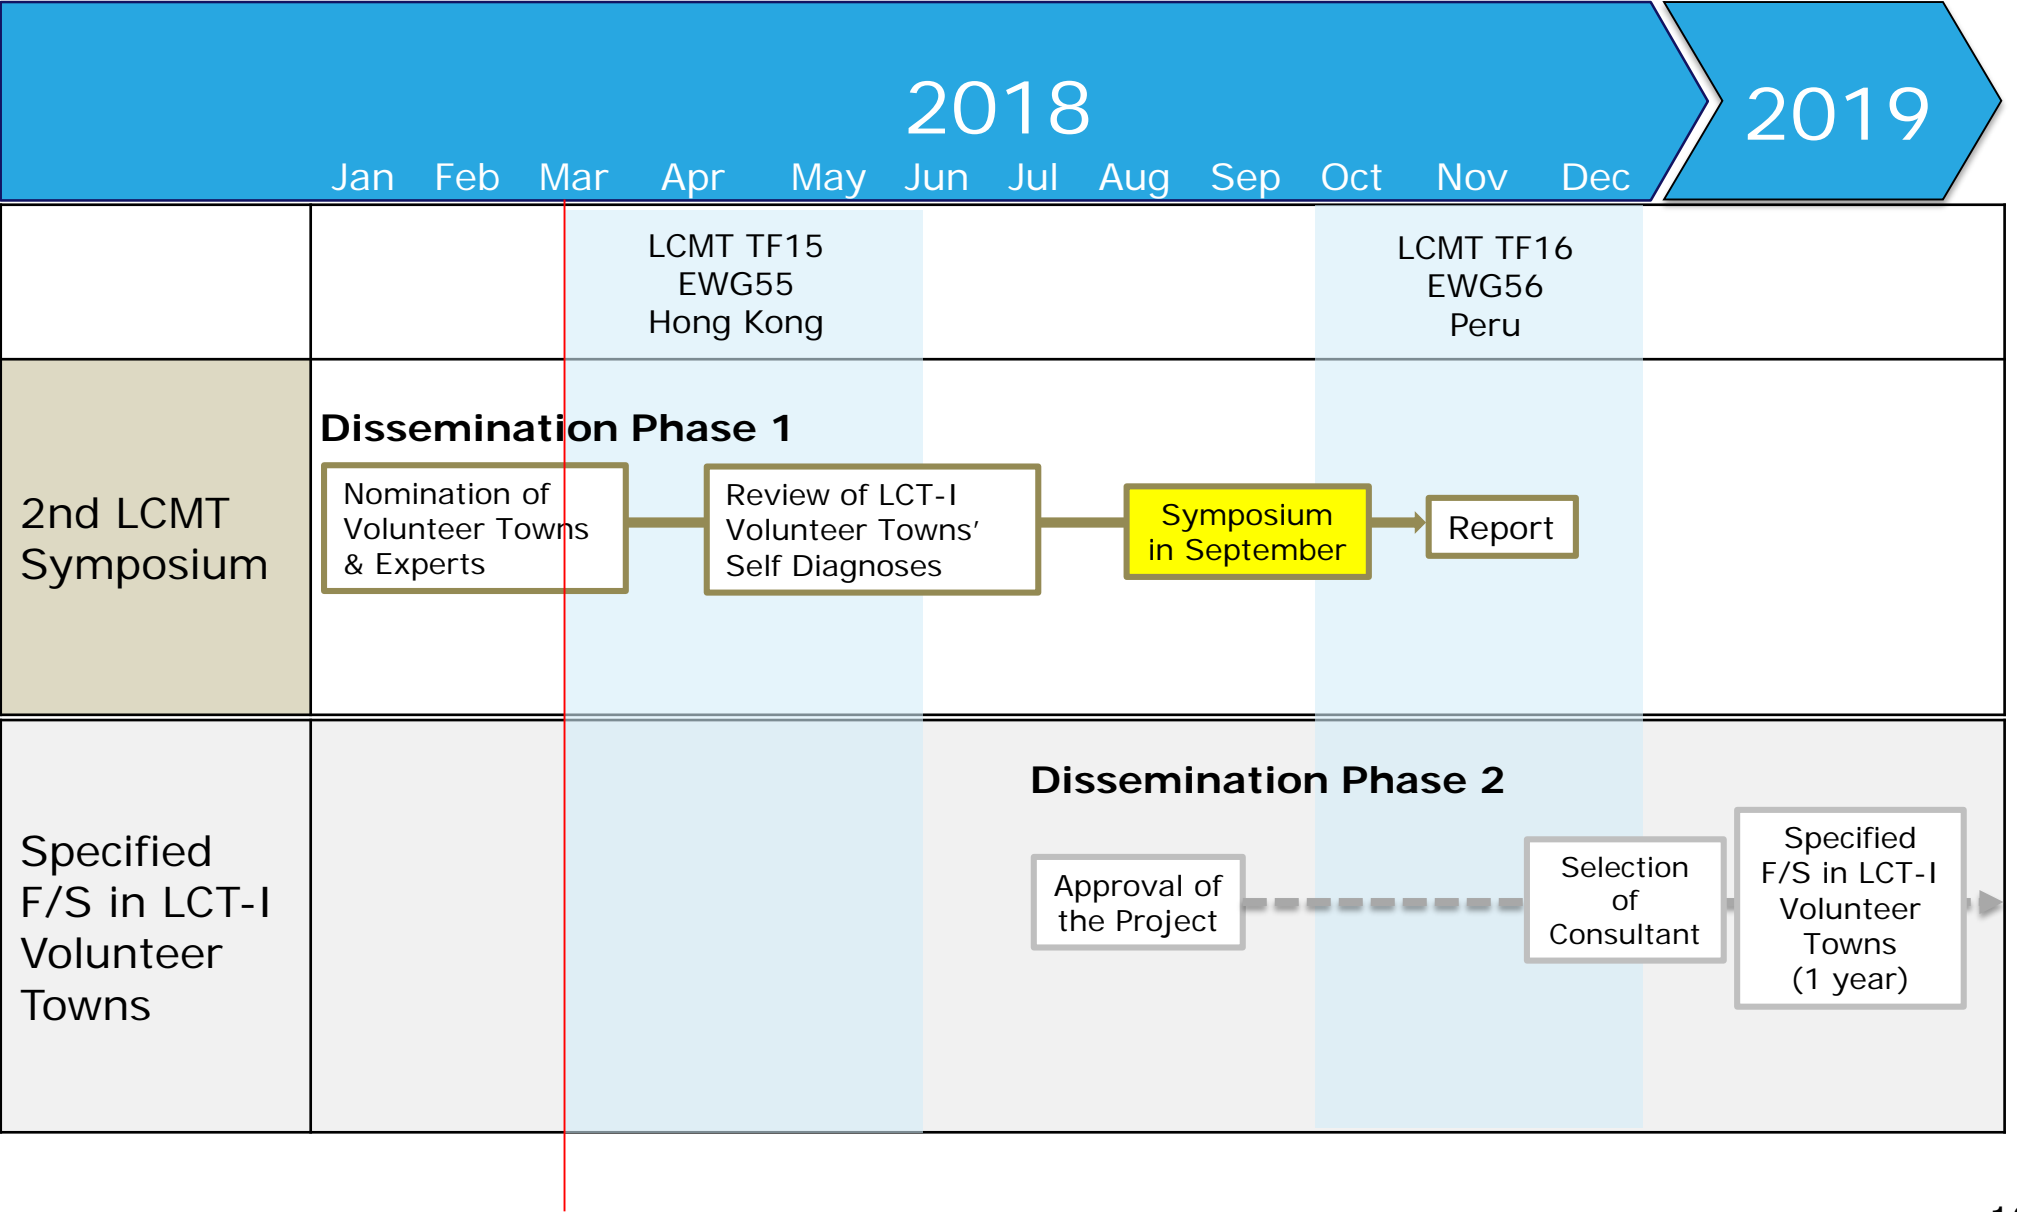 2018
2019
Jan Feb Mar Apr May Jun Jul Aug Sep Oct Nov Dec
LCMT TF15
EWG55
Hong Kong
LCMT TF16
EWG56
Peru
2nd LCMT
Symposium
Dissemination Phase 1
Nomination of
Volunteer Towns
& Experts
Review of LCT-I
Volunteer Towns’
Self Diagnoses
Symposium
in September
Report
Specified
F/S in LCT-I
Volunteer
Towns
Dissemination Phase 2
Approval of
the Project
Selection
of
Consultant
Specified
F/S in LCT-I
Volunteer
Towns
(1 year)